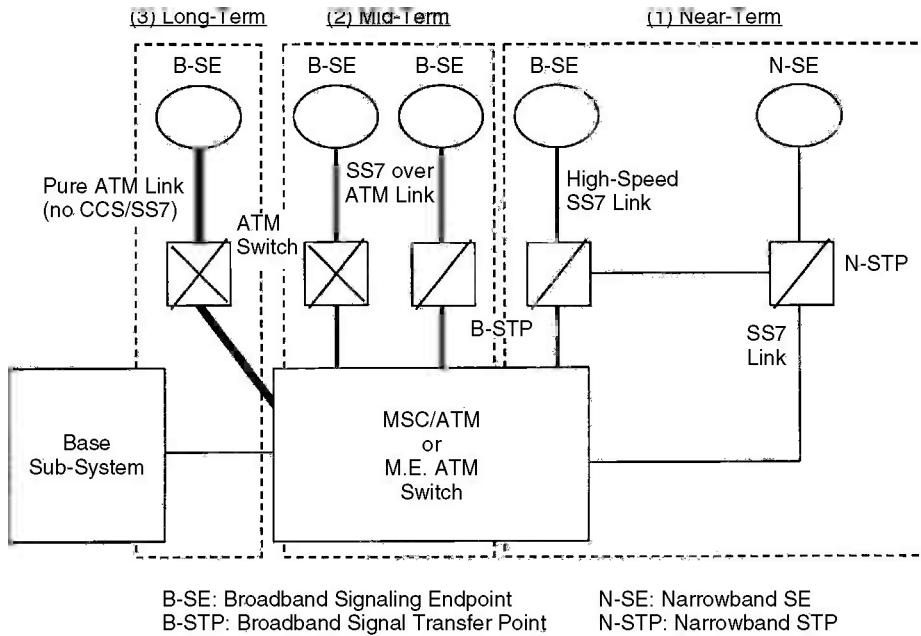 (3) Long-Term
(2) Mid-Term
(1) Near-Term
B-SE
B-SE
B-SE
B-SE
N-SE
Pure ATM Link
(no CCS/SS7)
ATM
Switch
SS7 over
ATM Link
High-Speed
SS7 Link
N-STP
B-STP
SS7
Link
Base
Sub-System
MSC/ATM
or
M.E. ATM
Switch
B-SE: Broadband Signaling Endpoint
N-SE: Narrowband SE
B-STP: Broadband Signal Transfer Point
N-STP: Narrowband STP